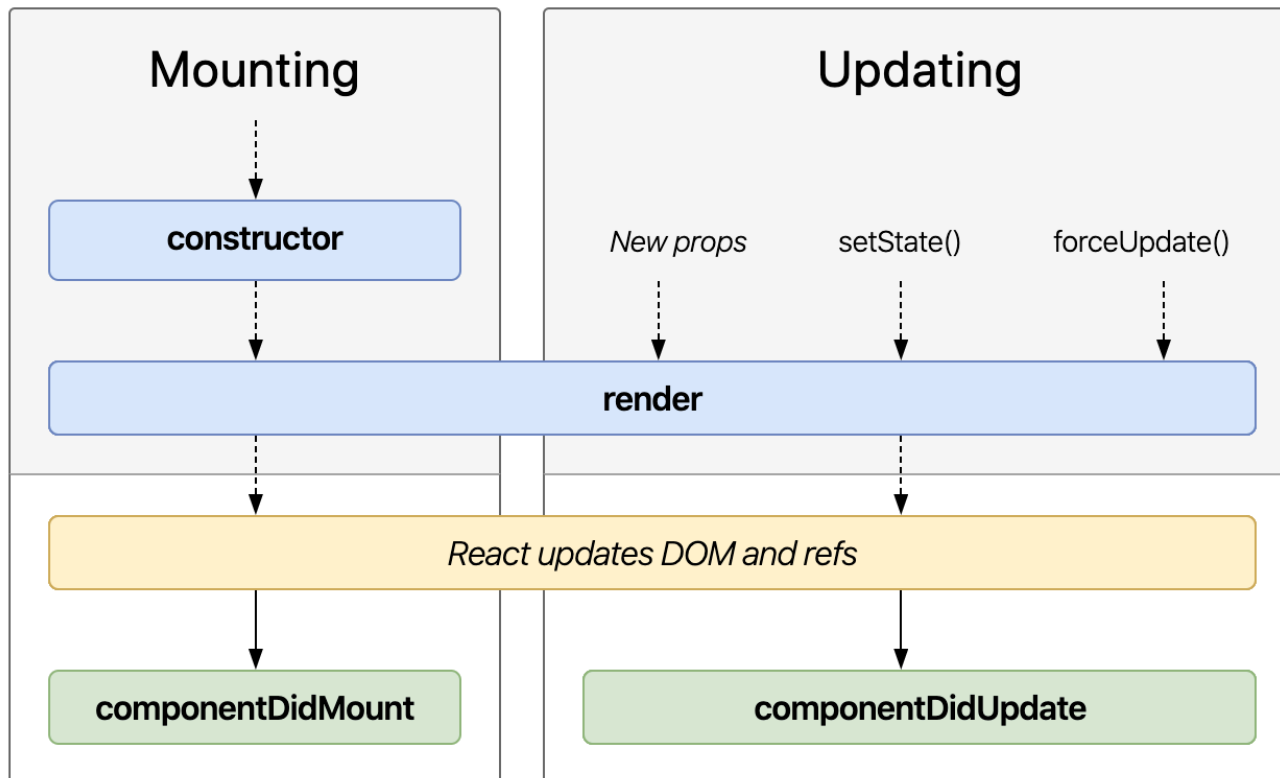 Mounting
Updating
constructor
New props
setState()
forceUpdate()
render
React updates DOM and refs
componentDidMount
componentDidUpdate